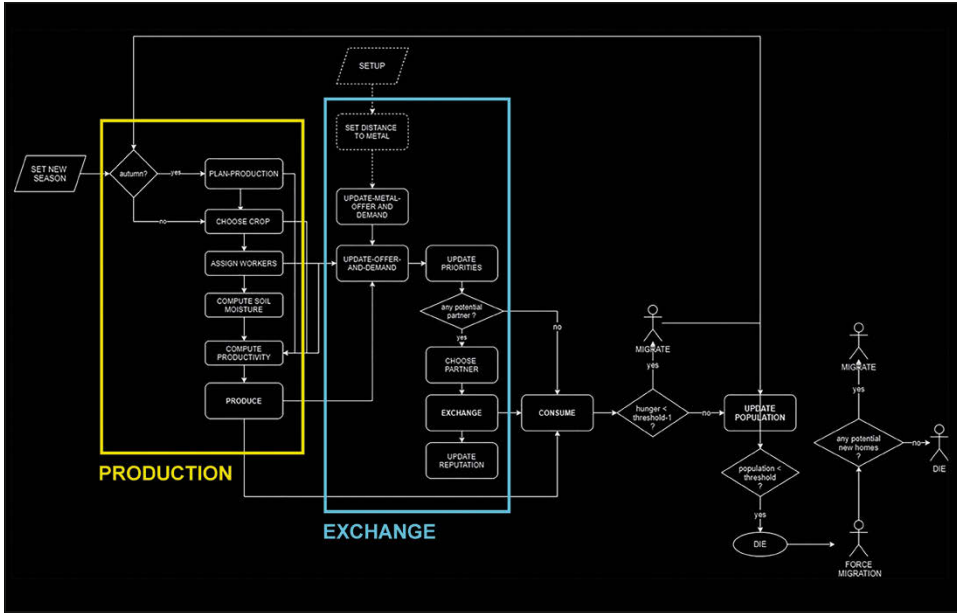 SETUP
SET DISTANCE
TO METAL
SET NEW
SEASON
autumn?
yes
PLAN-PRODUCTION
UPDATE-METAL-
OFFER AND
DEMAND
no
CHOOSE CROP
ASSIGN WORKERS
UPDATE-OFFER-
AND-DEMAND
UPDATE
PRIORITIES
COMPUTE SOIL
MOISTURE
any potential
partner ?
no
yes
COMPUTE
PRODUCTIVITY
CHOOSE
PARTNER
MIGRATE
yes
MIGRATE
yes
PRODUCE
EXCHANGE
CONSUME
hunger <
threshold-1
?
no
UPDATE
POPULATION
any potential
new homes
?
no
DIE
UPDATE
REPUTATION
population <
threshold
?
yes
PRODUCTION
EXCHANGE
DIE
FORCE
MIGRATION